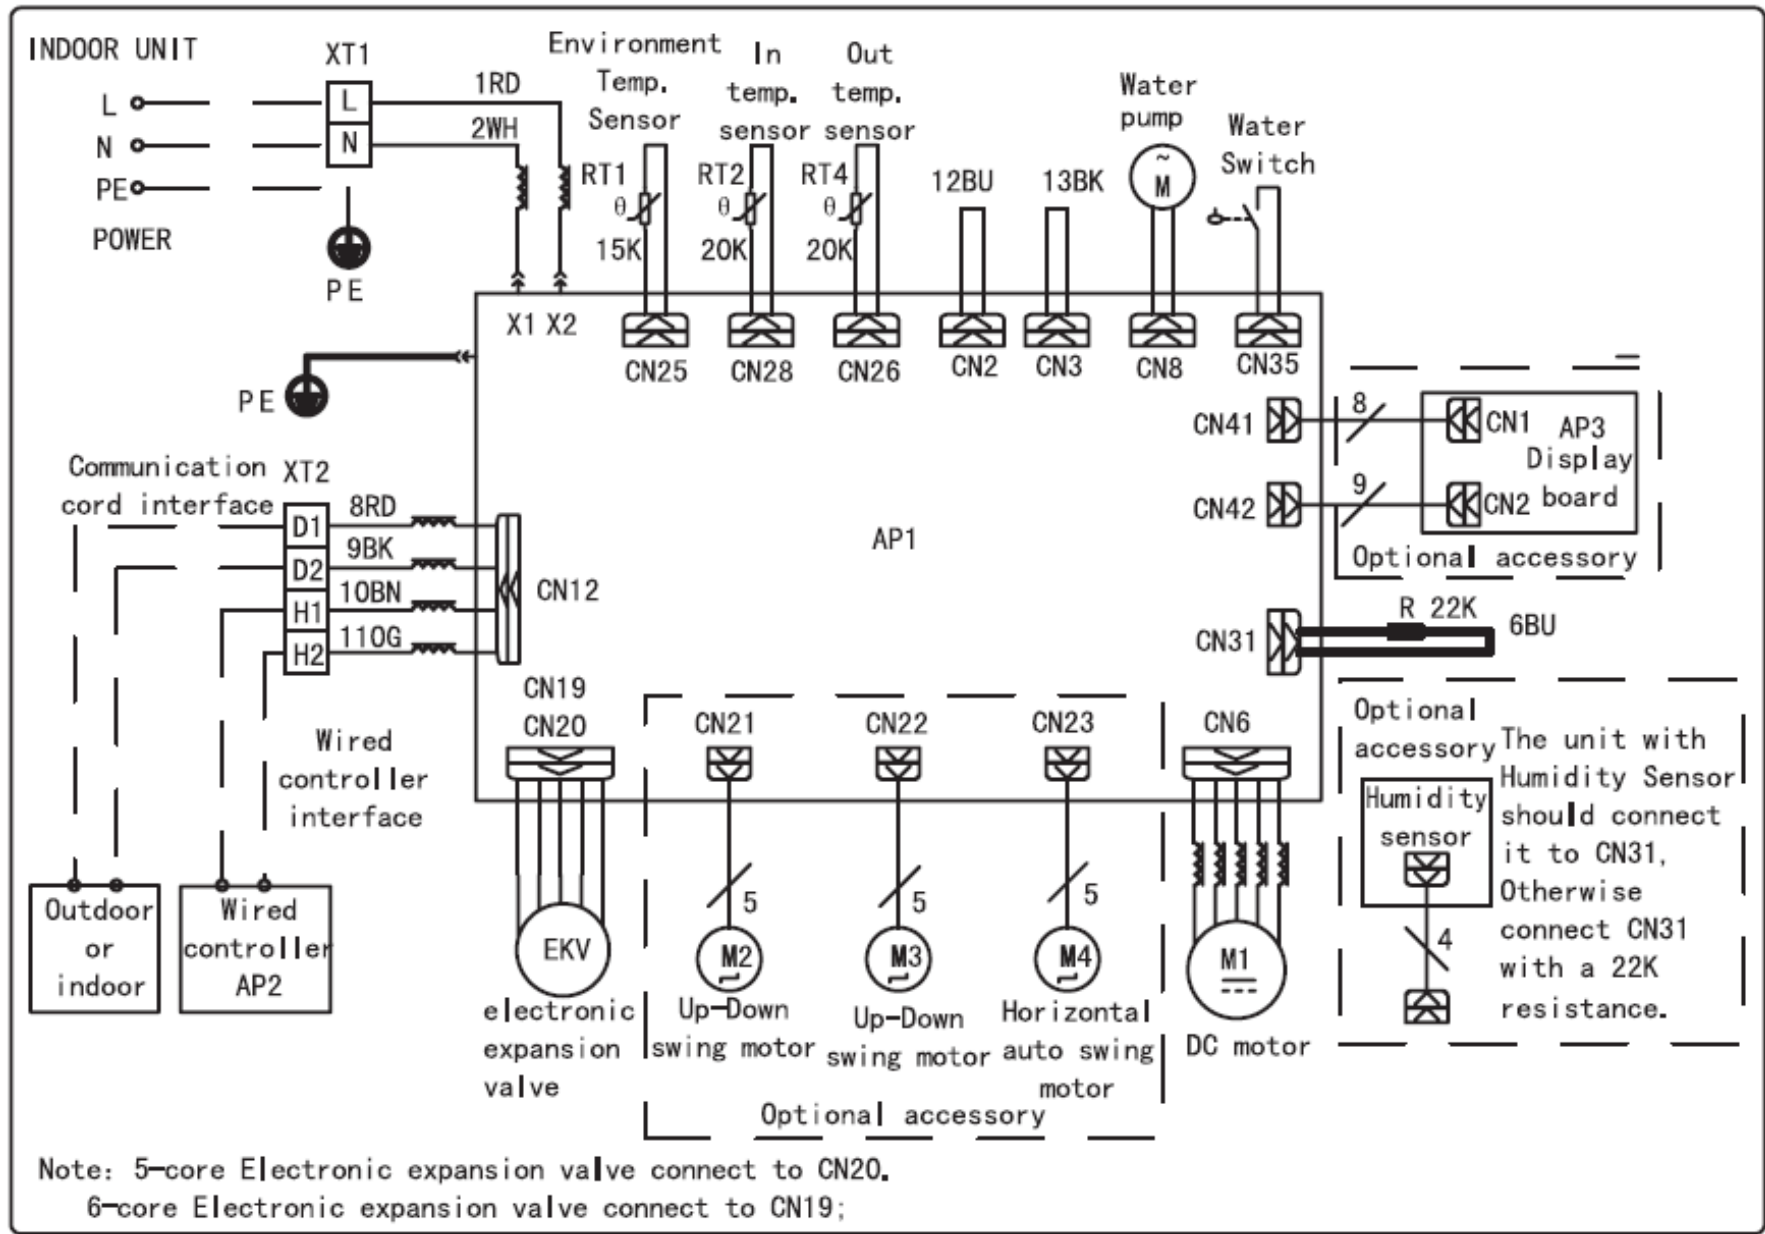 INDOOR UNIT
XT1
L
N
PE
POWER
L
N
PE
1RD
2WH
Environment
Temp.
Sensor
In
temp.
sensor
Out
temp.
sensor
RT1
θ
15K
RT2
θ
20K
RT4
θ
20K
12BU
13BK
Water
pump
~
M
Water
Switch
X1 X2
CN25
CN28
CN26
CN2
CN3
CN8
CN35
PE
CN41
8
CN1
CN42
9
CN2
AP3
Display
board
Optional accessory
Communication
cord interface
XT2
D1
D2
H1
H2
8RD
9BK
10BN
11OG
CN12
AP1
CN31
R 22K
6BU
CN19
CN20
CN21
CN22
CN23
CN6
Wired
controller
interface
Outdoor
or
indoor
Wired
controller
AP2
EKV
electronic
expansion
valve
5
M2
Up-Down
swing motor
5
M3
Up-Down
swing motor
5
M4
Horizontal
auto swing
motor
Optional accessory
M1
DC motor
Optional
accessory
Humidity
sensor
4
The unit with
Humidity Sensor
should connect
it to CN31,
Otherwise
connect CN31
with a 22K
resistance.
Note: 5-core Electronic expansion valve connect to CN20.
6-core Electronic expansion valve connect to CN19;